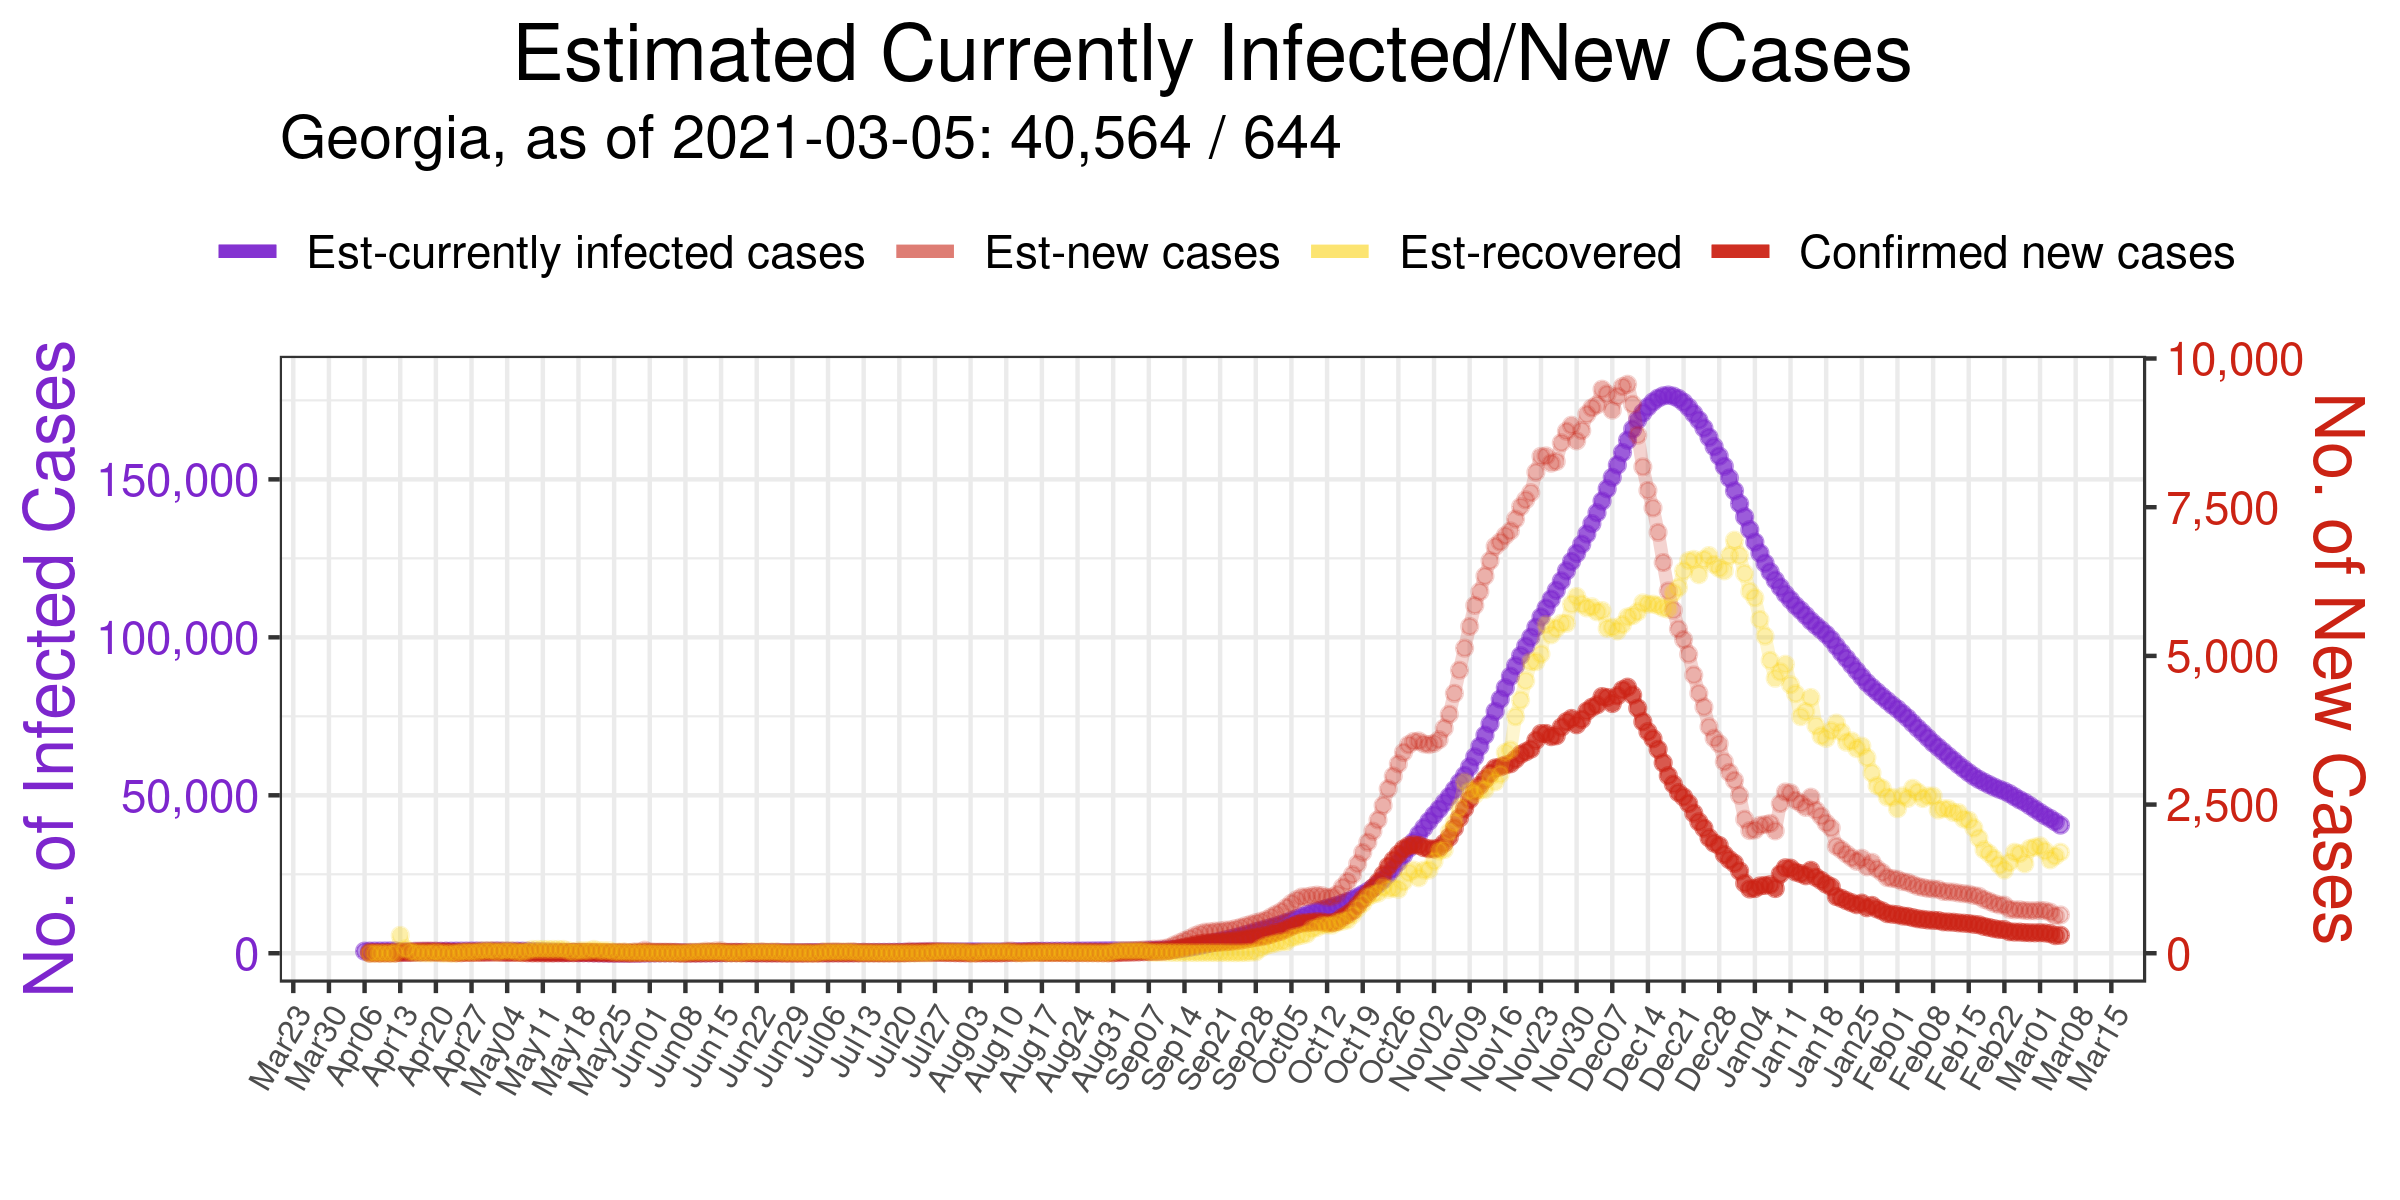 Estimated Currently Infected/New Cases
Georgia, as of 2021-03-05: 40,564 / 644
Est-currently infected cases Est-new cases Est-recovered Confirmed new cases
No. of Infected Cases
150,000
100,000
50,000
0
10,000
7,500
5,000
2,500
0
No. of New Cases
Mar23 Mar30 Apr06 Apr13 Apr20 Apr27 May04 May11 May18 May25 Jun01 Jun08 Jun15 Jun22 Jun29 Jul06 Jul13 Jul20 Jul27 Aug03 Aug10 Aug17 Aug24 Aug31 Sep07 Sep14 Sep21 Sep28 Oct05 Oct12 Oct19 Oct26 Nov02 Nov09 Nov16 Nov23 Nov30 Dec07 Dec14 Dec21 Dec28 Jan04 Jan11 Jan18 Jan25 Feb01 Feb08 Feb15 Feb22 Mar01 Mar08 Mar15